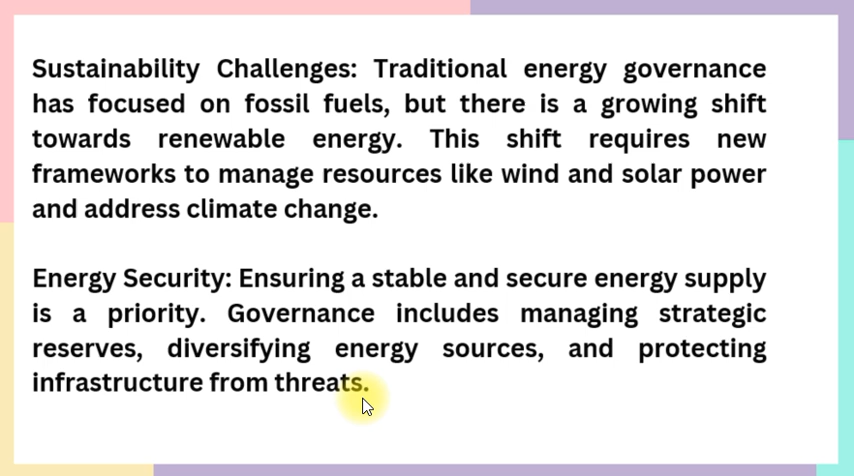 Sustainability Challenges: Traditional energy governance
has focused on fossil fuels, but there is a growing shift
towards renewable energy. This shift requires new
frameworks to manage resources like wind and solar power
and address climate change.
Energy Security: Ensuring a stable and secure energy supply
is a priority. Governance includes managing strategic
reserves, diversifying energy sources, and protecting
infrastructure from threats.